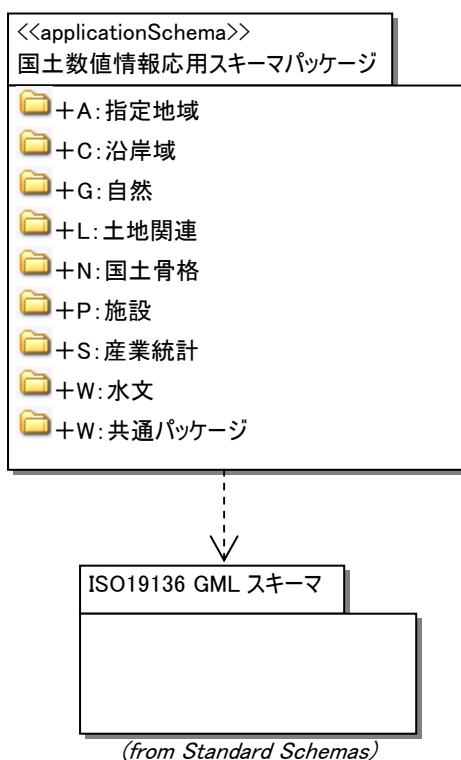 <<applicationSchema>>
国土数値情報応用スキーマパッケージ
＋A：指定地域
＋C：沿岸域
＋G：自然
＋L：土地関連
＋N：国土骨格
＋P：施設
＋S：産業統計
＋W：水文
＋W：共通パッケージ
ISO19136 GML スキーマ
(from Standard Schemas)